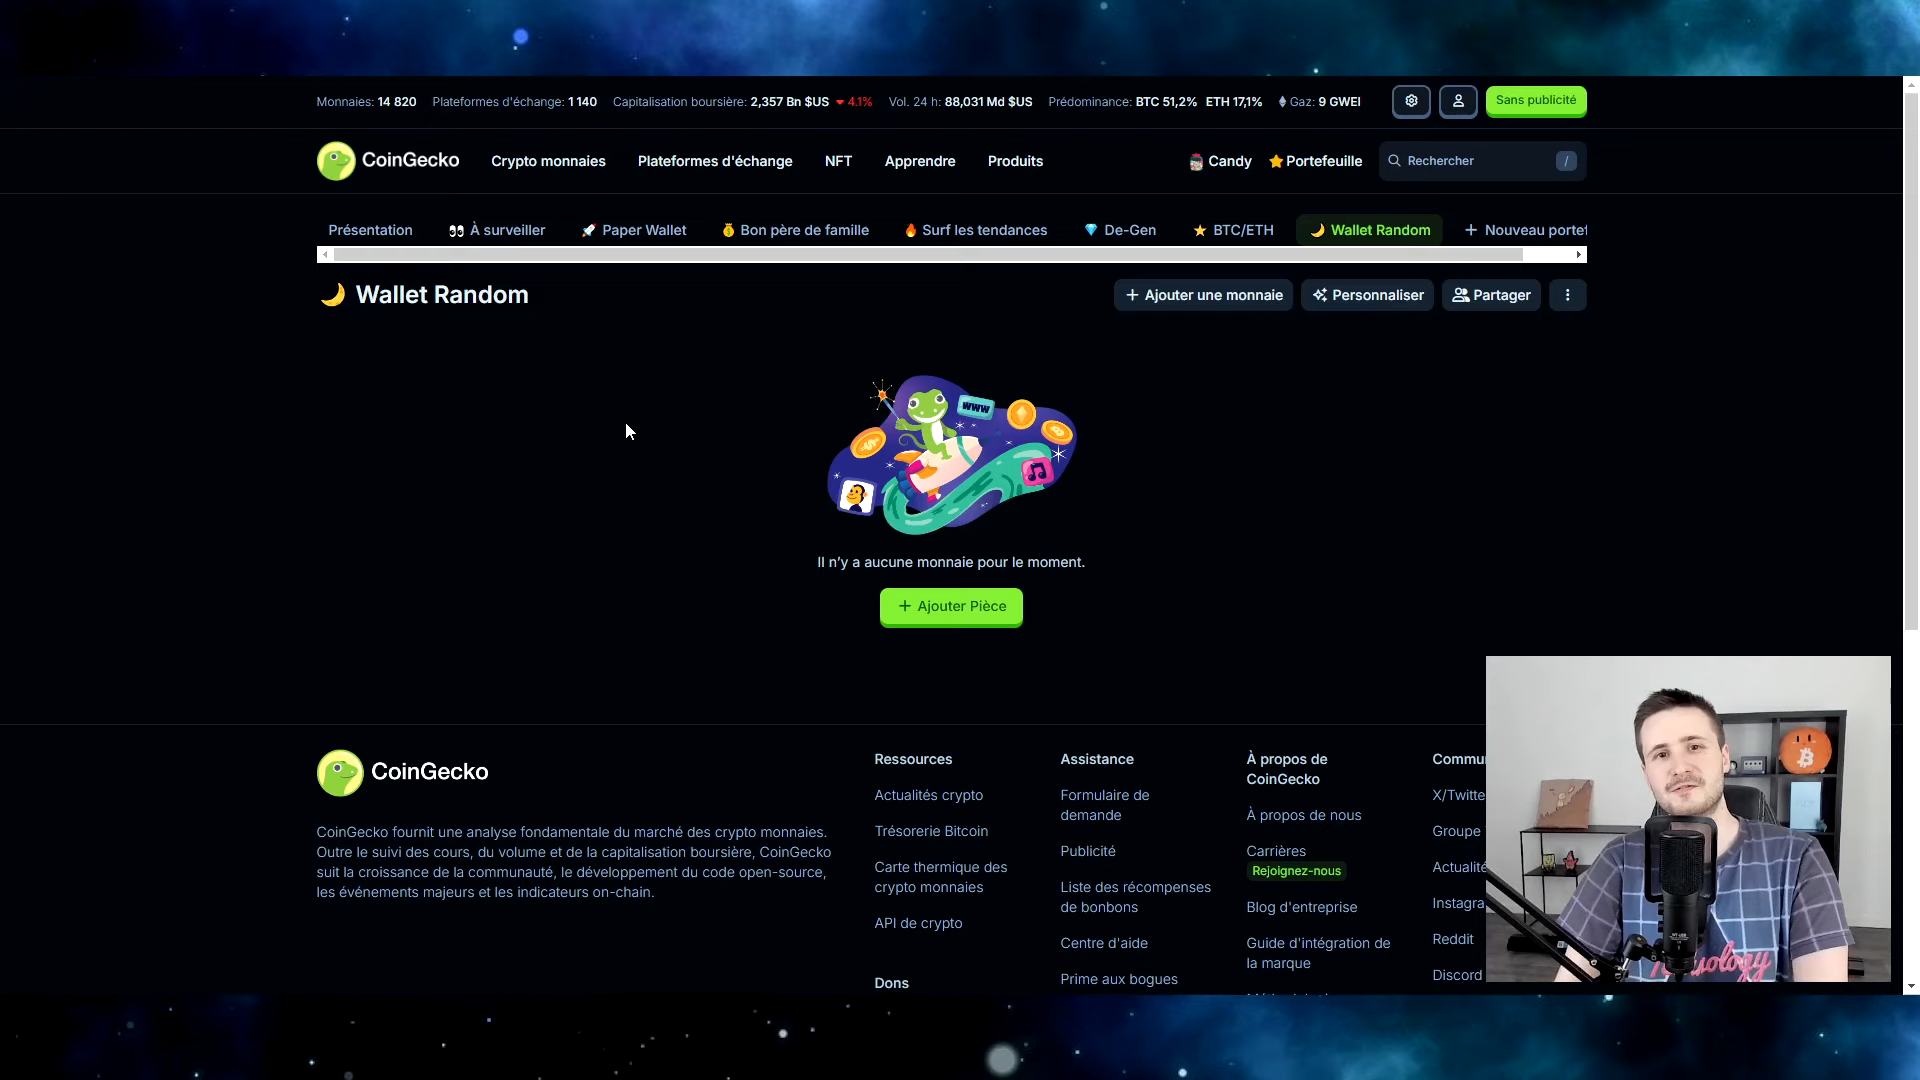 Monnaies: 14 820 Plateformes d'échange: 1 140 Capitalisation boursière: 2,357 Bn $US 4.1% Vol. 24 h: 88,031 Md $US Prédominance: BTC 51,2% ETH 17,1% Gaz: 9 GWEI Sans publicité
CoinGecko Crypto monnaies Plateformes d'échange NFT Apprendre Produits Candy Portefeuille Rechercher /
Présentation À surveiller Paper Wallet Bon père de famille Surf les tendances De-Gen BTC/ETH Wallet Random + Nouveau portef
Wallet Random + Ajouter une monnaie Personnaliser Partager
www
Il n'y a aucune monnaie pour le moment.
+ Ajouter Pièce
CoinGecko
CoinGecko fournit une analyse fondamentale du marché des crypto monnaies.
Outre le suivi des cours, du volume et de la capitalisation boursière, CoinGecko
suit la croissance de la communauté, le développement du code open-source,
les événements majeurs et les indicateurs on-chain.
Ressources
Actualités crypto
Trésorerie Bitcoin
Carte thermique des
crypto monnaies
API de crypto
Dons
Assistance
Formulaire de
demande
Publicité
Liste des récompenses
de bonbons
Centre d'aide
Prime aux bogues
À propos de
CoinGecko
À propos de nous
Carrières
Rejoignez-nous
Blog d'entreprise
Guide d'intégration de
la marque
Commu
X/Twitte
Groupe
Actualité
Instagra
Reddit
Discord